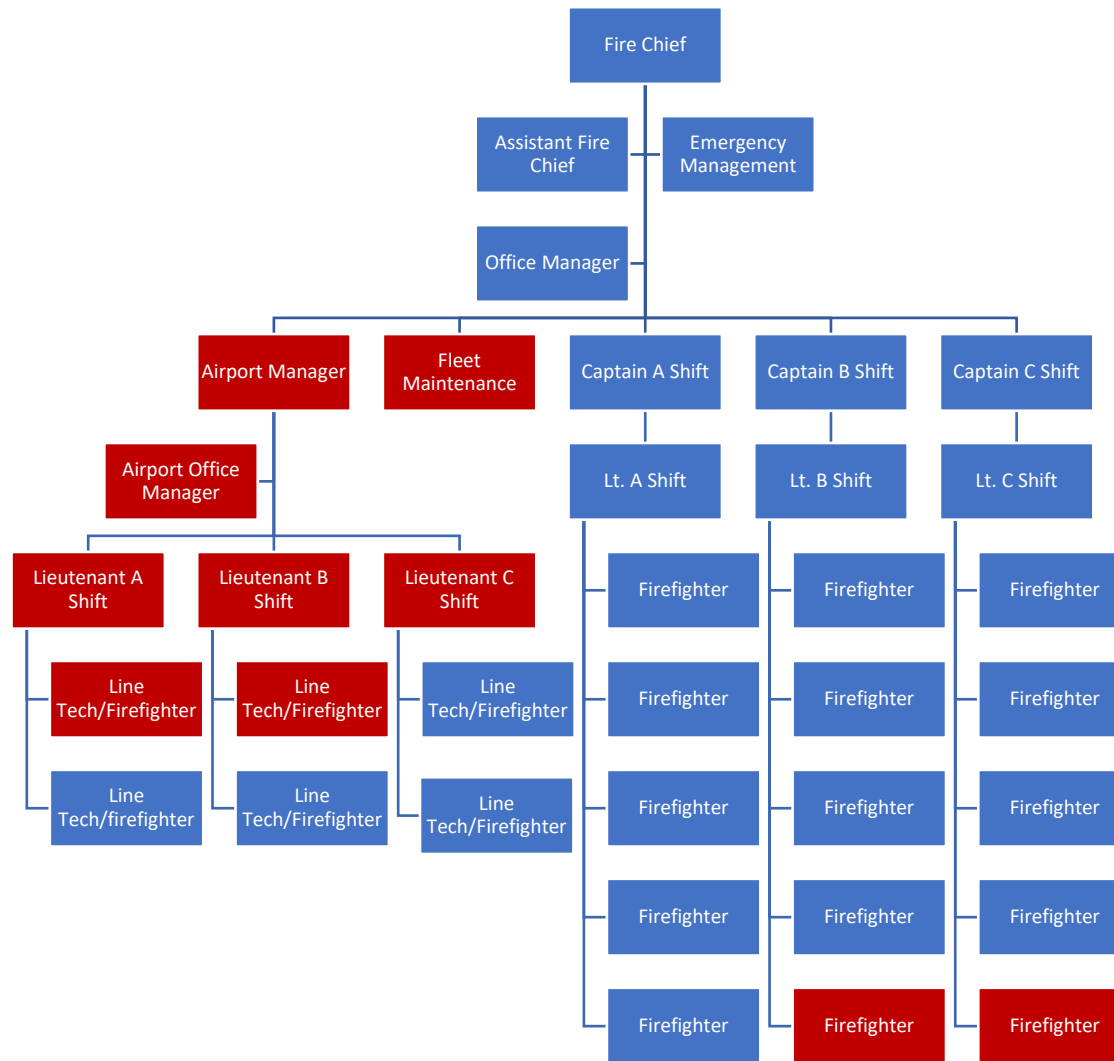 Fire Chief
Assistant Fire
Chief
Emergency
Management
Office Manager
Airport Manager
Fleet
Maintenance
Captain A Shift
Captain B Shift
Captain C Shift
Airport Office
Manager
Lt. A Shift
Lt. B Shift
Lt. C Shift
Lieutenant A
Shift
Lieutenant B
Shift
Lieutenant C
Shift
Firefighter
Firefighter
Firefighter
Line
Tech/Firefighter
Line
Tech/Firefighter
Line
Tech/Firefighter
Firefighter
Firefighter
Firefighter
Line
Tech/firefighter
Line
Tech/Firefighter
Line
Tech/Firefighter
Firefighter
Firefighter
Firefighter
Firefighter
Firefighter
Firefighter
Firefighter
Firefighter
Firefighter